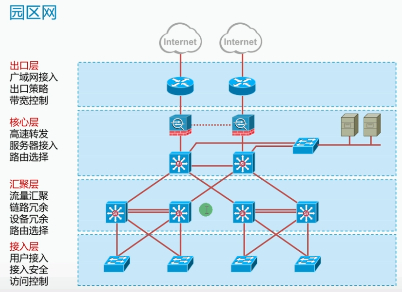 园区网
Internet
Internet
出口层
广域网接入
出口策略
带宽控制
核心层
高速转发
服务器接入
路由选择
汇聚层
流量汇聚
链路冗余
设备冗余
路由选择
接入层
用户接入
接入安全
访问控制